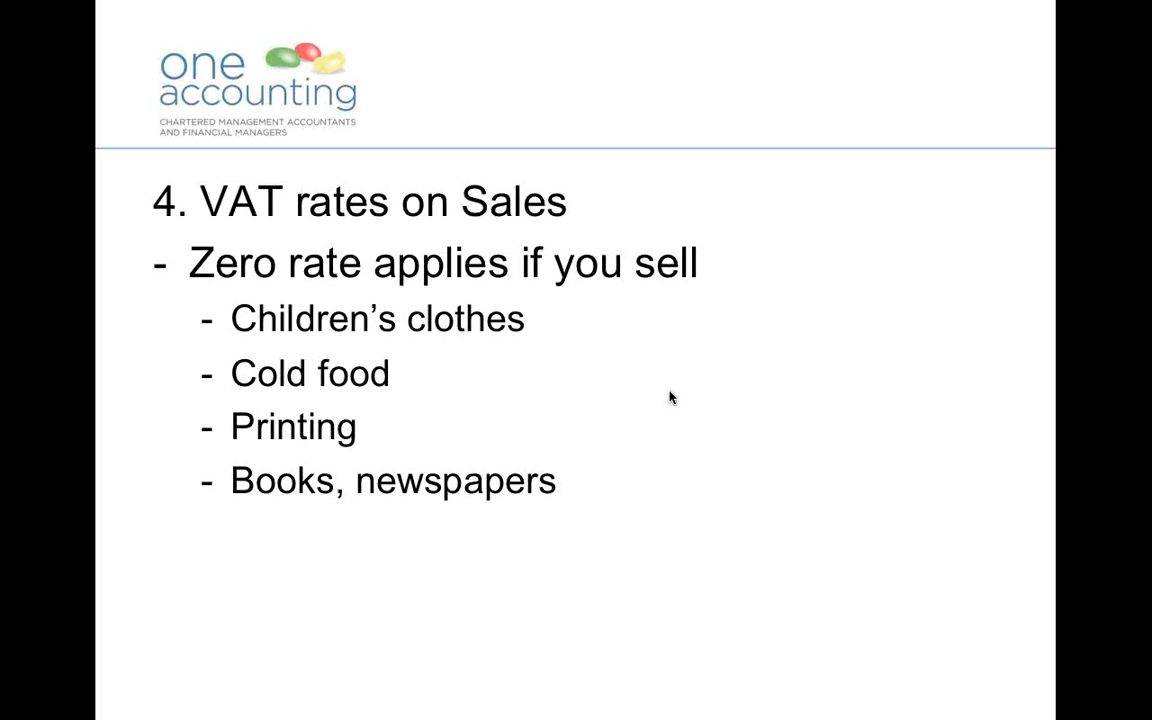 one
accounting
CHARTERED MANAGEMENT ACCOUNTANTS
AND FINANCIAL MANAGERS
4. VAT rates on Sales
- Zero rate applies if you sell
- Children’s clothes
- Cold food
- Printing
- Books, newspapers